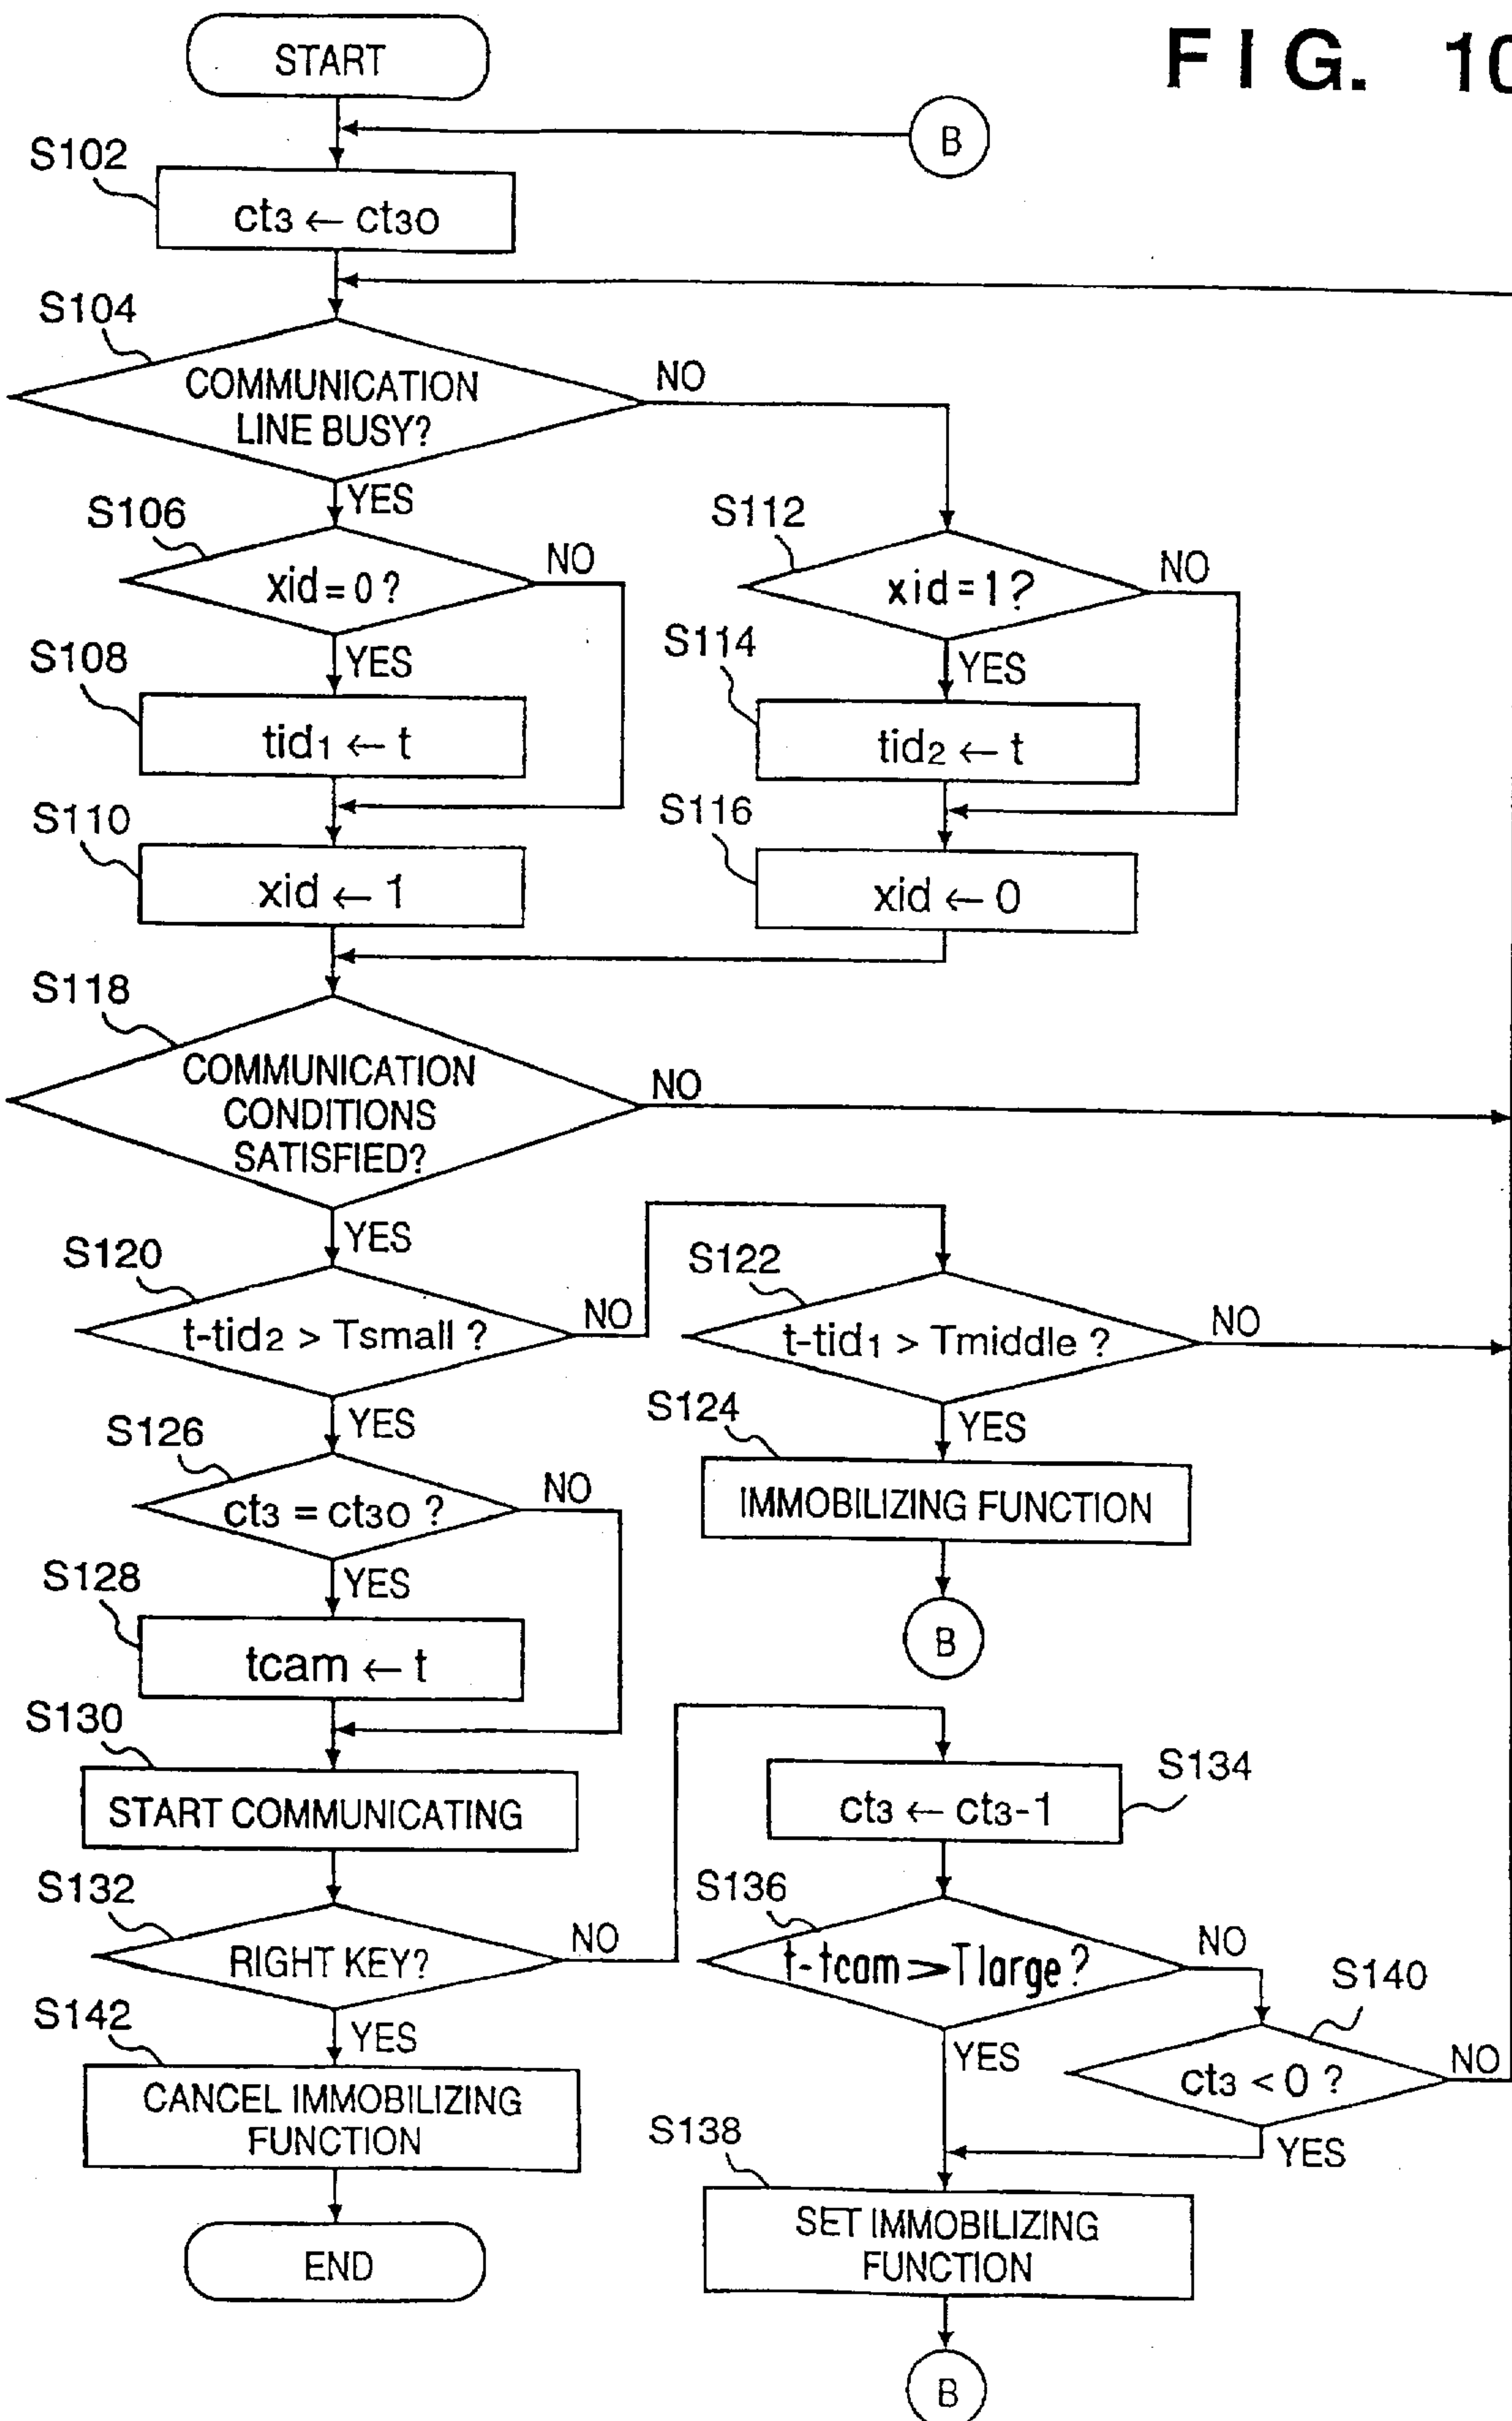 FIG. 10
START
B
S102
ct3 ← ct30
S104
COMMUNICATION
LINE BUSY?
NO
YES
S106
xid=0?
NO
YES
S108
tid1 ← t
S110
xid ← 1
S112
xid=1?
NO
YES
S114
tid2 ← t
S116
xid ← 0
S118
COMMUNICATION
CONDITIONS
SATISFIED?
NO
YES
S120
t-tid2 > Tsmall ?
NO
YES
S122
t-tid1 > Tmiddle ?
NO
YES
S124
IMMOBILIZING FUNCTION
B
S126
ct3 = ct30 ?
NO
YES
S128
tcam ← t
S130
START COMMUNICATING
S132
RIGHT KEY?
NO
YES
S134
ct3 ← ct3-1
S136
t-tcam>Tlarge?
NO
YES
S140
ct3 < 0 ?
NO
YES
S138
SET IMMOBILIZING
FUNCTION
B
S142
CANCEL IMMOBILIZING
FUNCTION
END